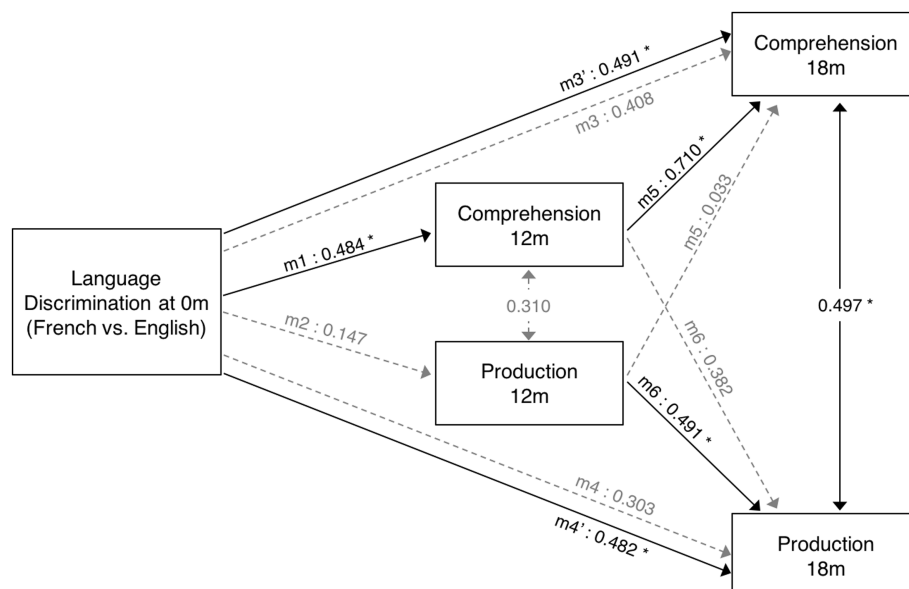 Comprehension
18m
m3' : 0.491 *
m3 : 0.408
m5 : 0.710 *
m5 : 0.033
Comprehension
12m
m1 : 0.484 *
Language
Discrimination at 0m
(French vs. English)
0.310
0.497 *
m2 : 0.147
m6 : 0.382
Production
12m
m6 : 0.491 *
m4 : 0.303
m4' : 0.482 *
Production
18m